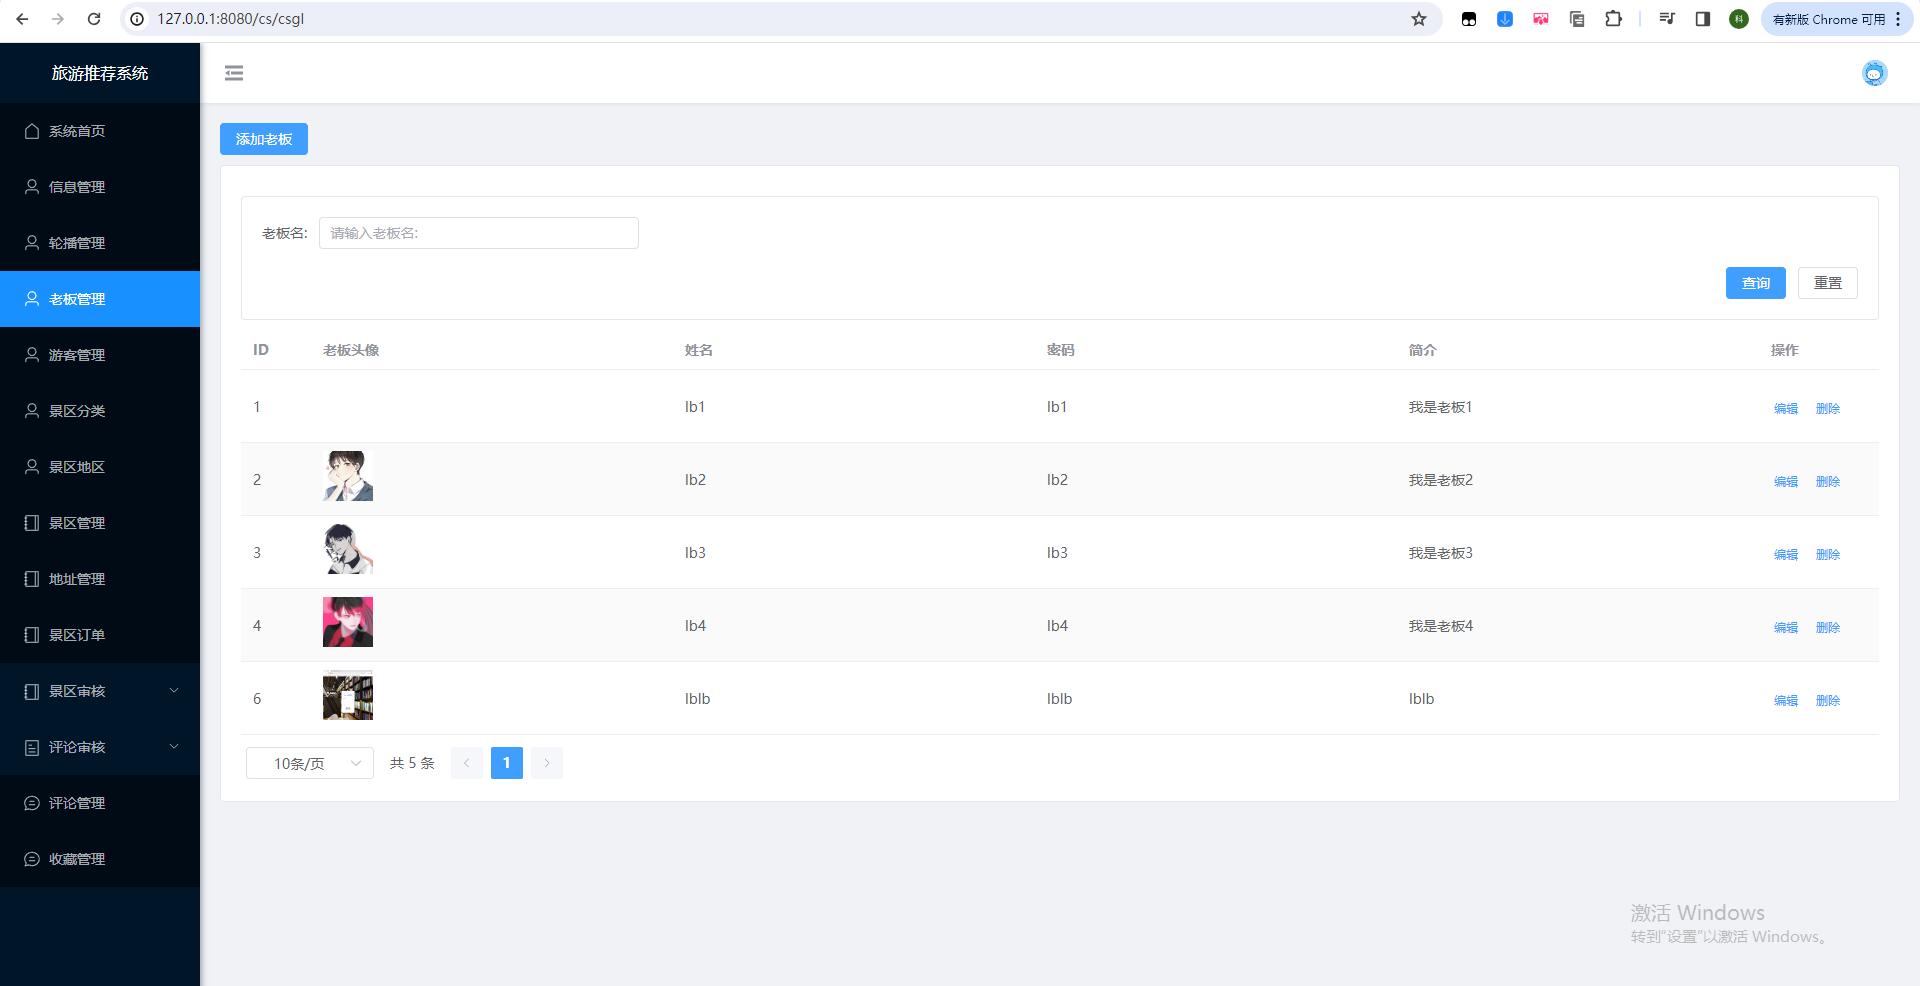 127.0.0.1:8080/cs/csgl
科
有新版 Chrome 可用
旅游推荐系统
系统首页
信息管理
轮播管理
老板管理
游客管理
景区分类
景区地区
景区管理
地址管理
景区订单
景区审核
评论审核
评论管理
收藏管理
添加老板
老板名: 请输入老板名:
查询 重置
ID 老板头像 姓名 密码 简介 操作
1 lb1 lb1 我是老板1 编辑 删除
2 lb2 lb2 我是老板2 编辑 删除
3 lb3 lb3 我是老板3 编辑 删除
4 lb4 lb4 我是老板4 编辑 删除
6 lblb lblb lblb 编辑 删除
10条/页 共 5 条 1
激活 Windows
转到"设置"以激活 Windows。